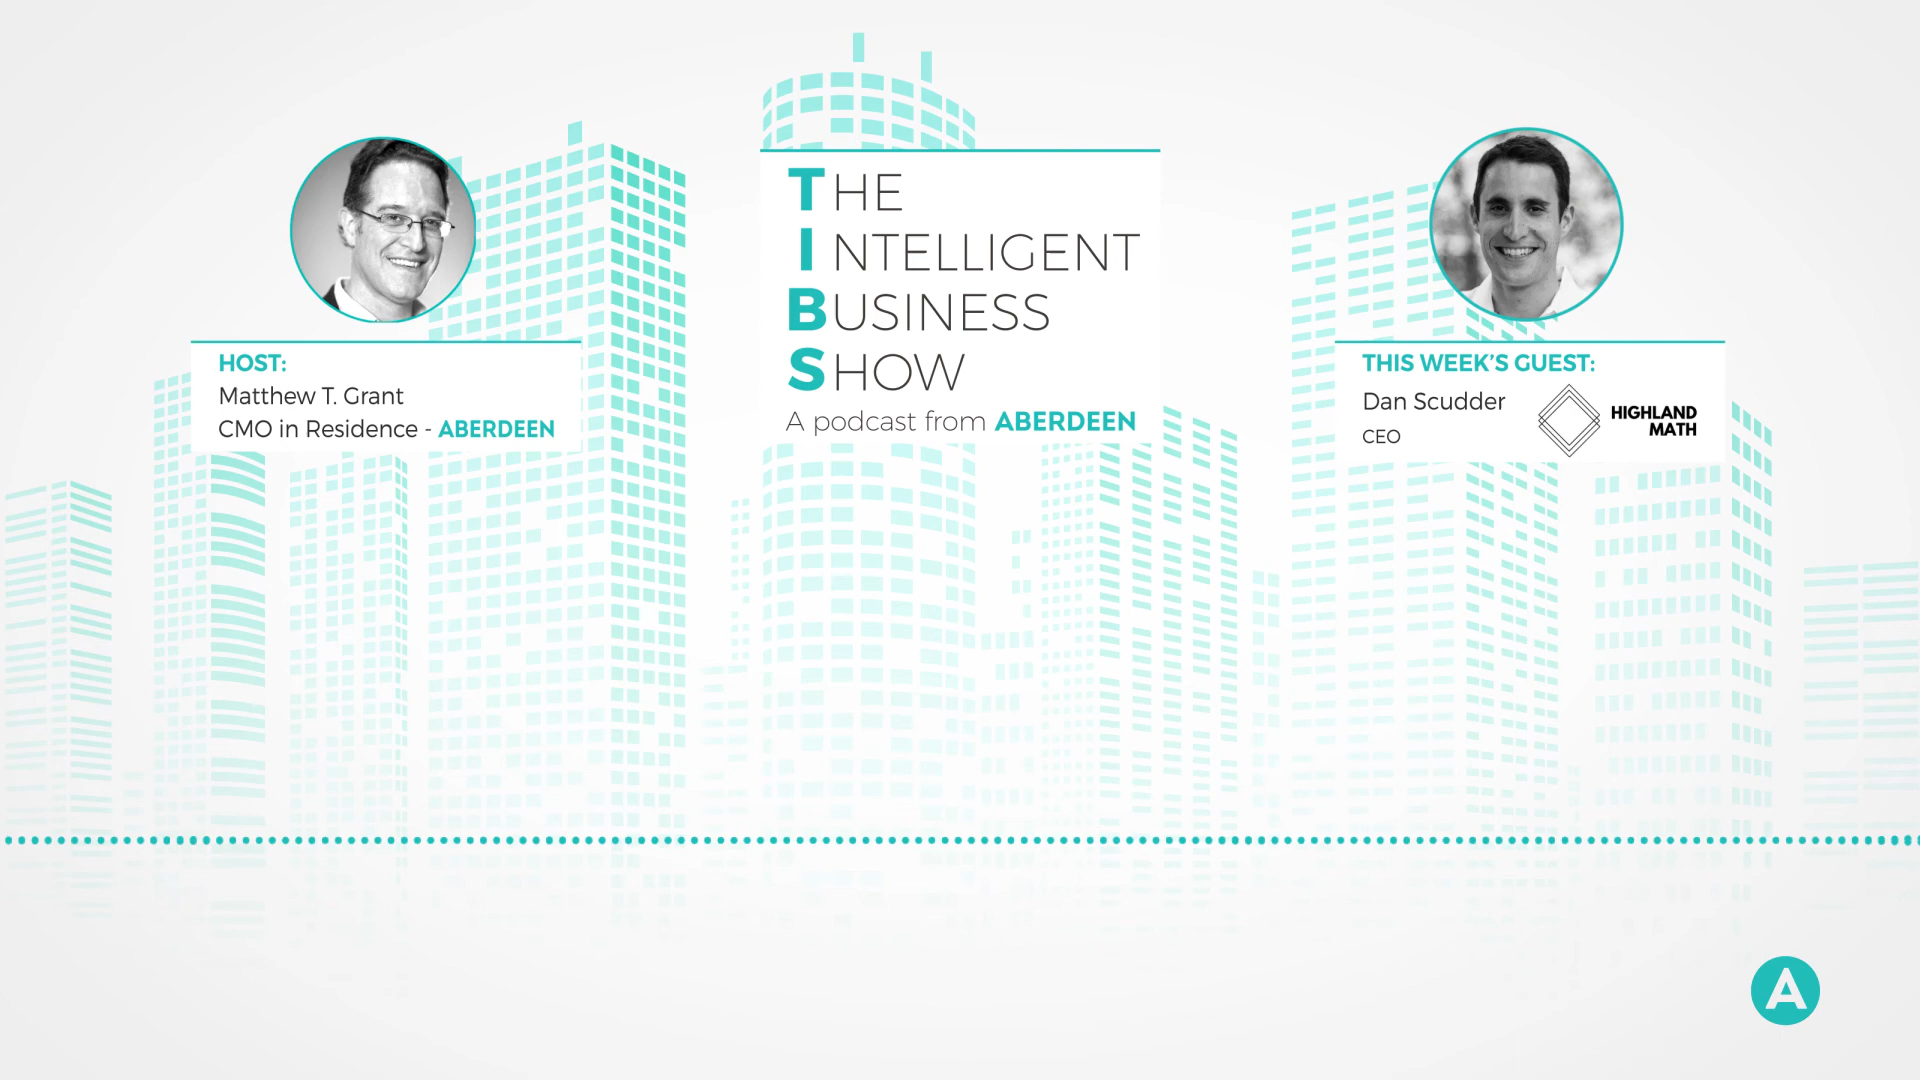 THE
INTELLIGENT
BUSINESS
SHOW
A podcast from ABERDEEN
HOST:
Matthew T. Grant
CMO in Residence - ABERDEEN
THIS WEEK’S GUEST:
Dan Scudder
CEO
HIGHLAND
MATH
A